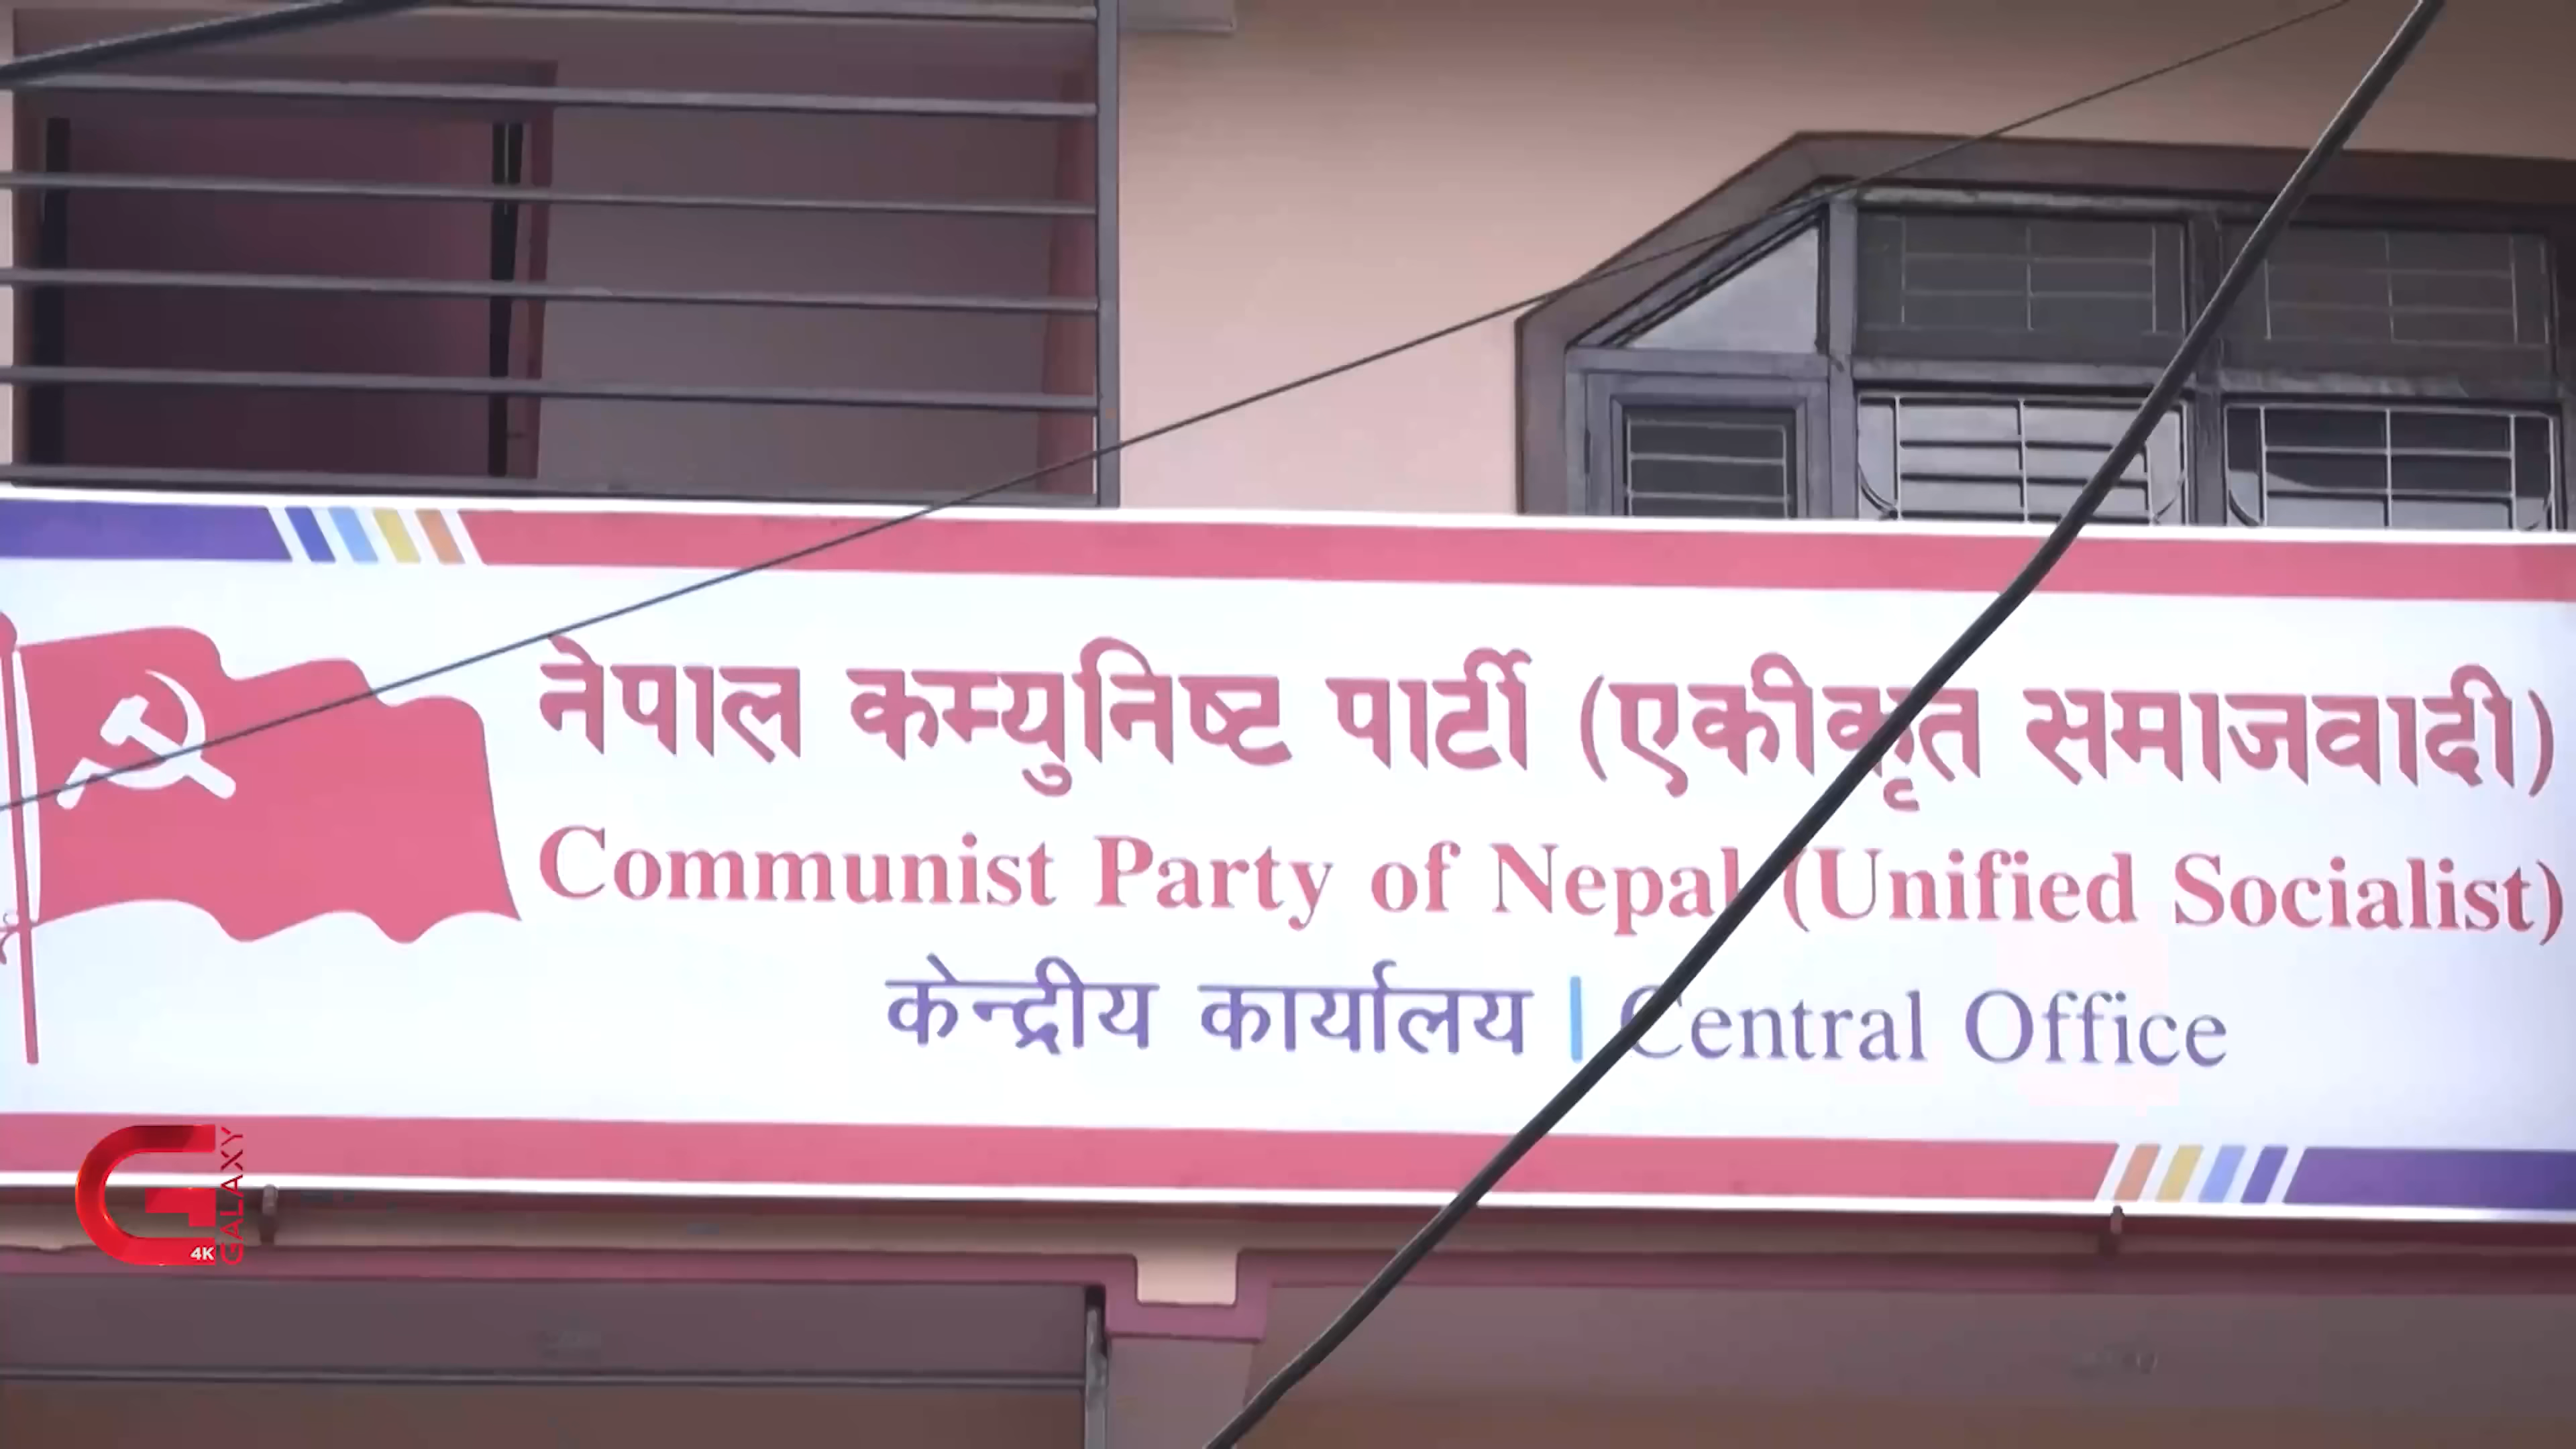 नेपाल कम्युनिष्ट पार्टी (एकीकृत समाजवादी)
Communist Party of Nepal (Unified Socialist)
केन्द्रीय कार्यालय | Central Office
GALAXY
4K